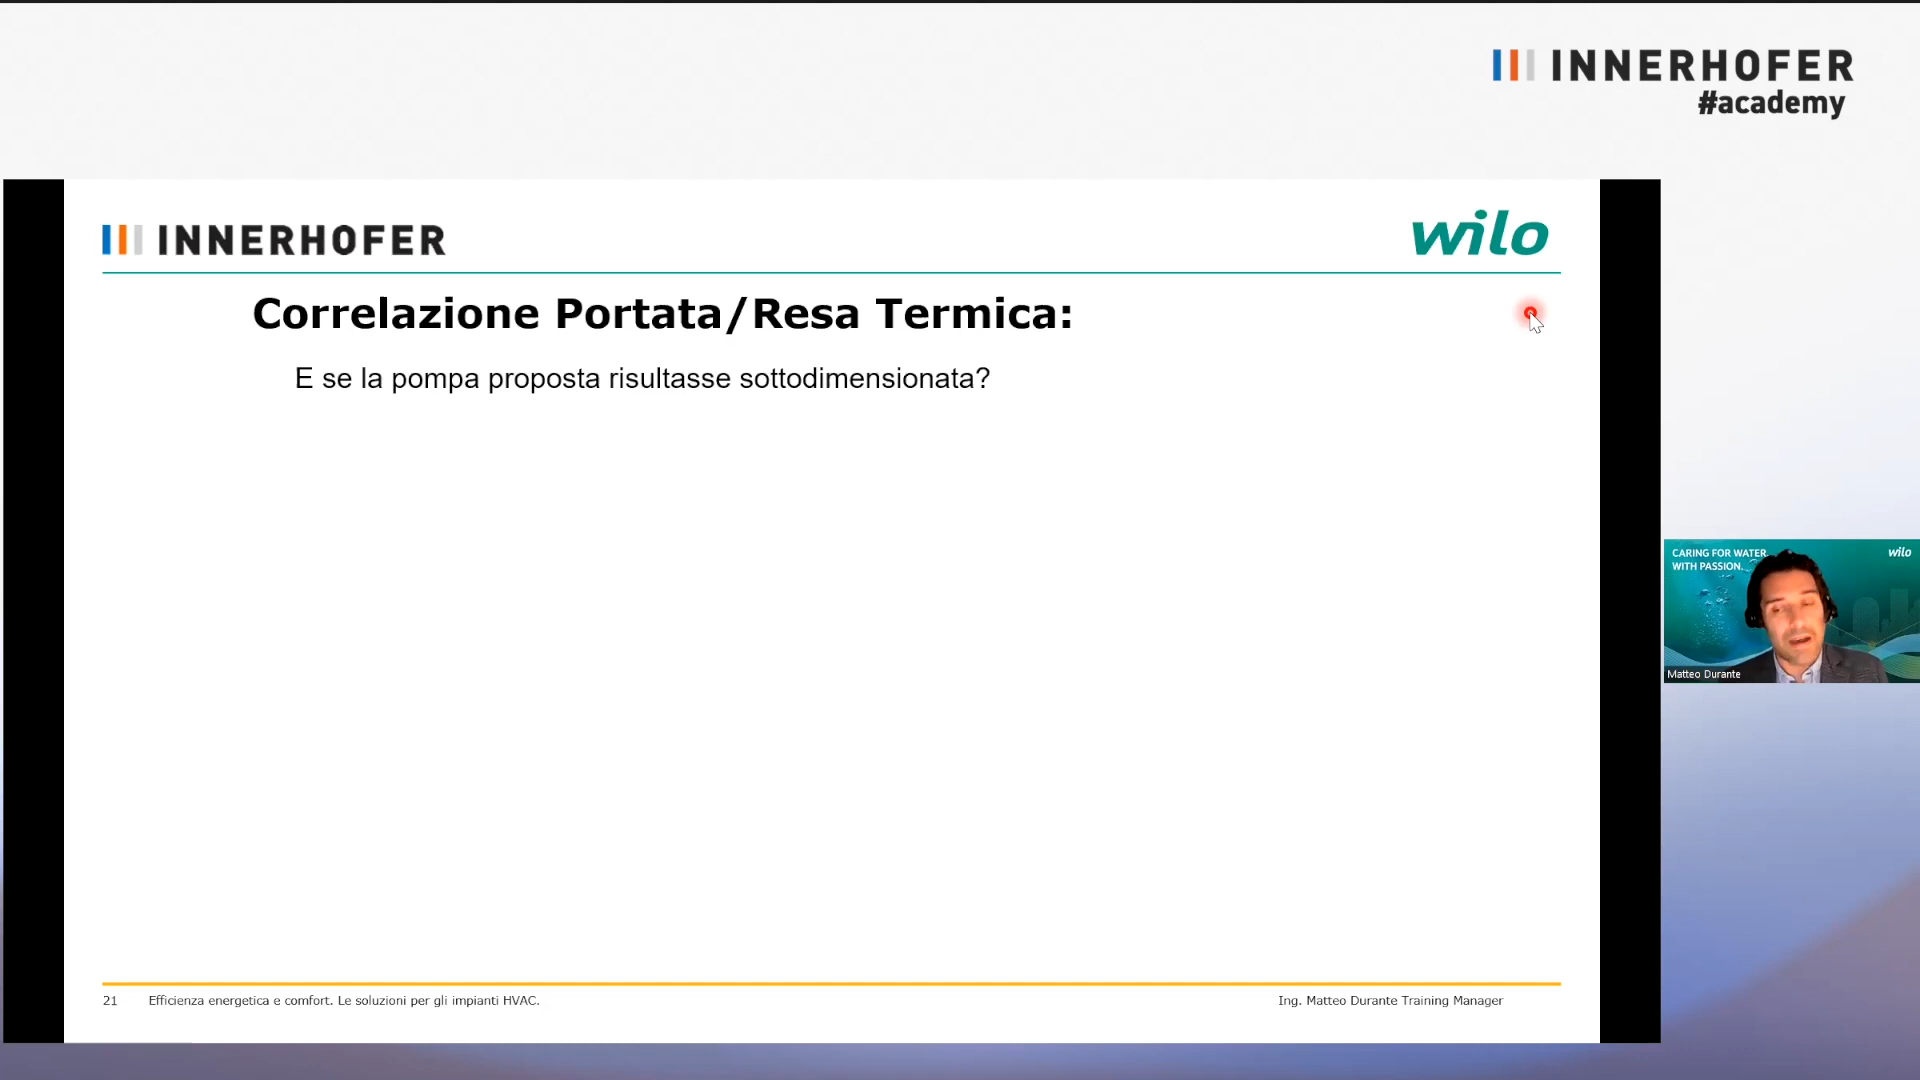 INNERHOFER
#academy
INNERHOFER
wilo
Correlazione Portata/Resa Termica:
E se la pompa proposta risultasse sottodimensionata?
CARING FOR WATER.
WITH PASSION.
wilo
Matteo Durante
21 Efficienza energetica e comfort. Le soluzioni per gli impianti HVAC.
Ing. Matteo Durante Training Manager